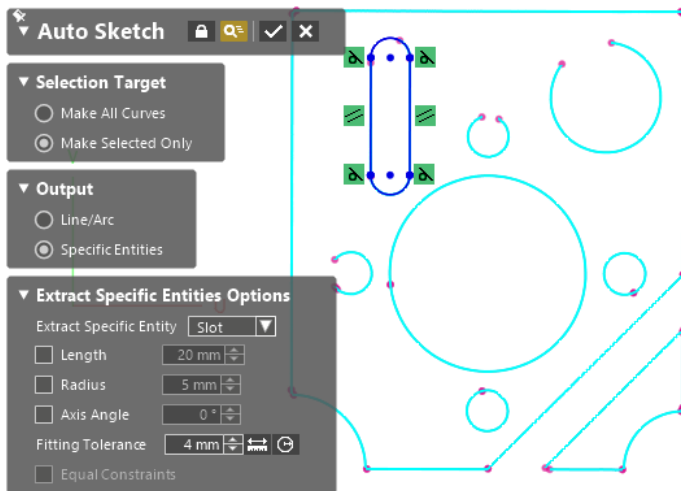 Auto Sketch
Selection Target
Make All Curves
Make Selected Only
Output
Line/Arc
Specific Entities
Extract Specific Entities Options
Extract Specific Entity Slot
Length 20 mm
Radius 5 mm
Axis Angle 0 °
Fitting Tolerance 4 mm
Equal Constraints